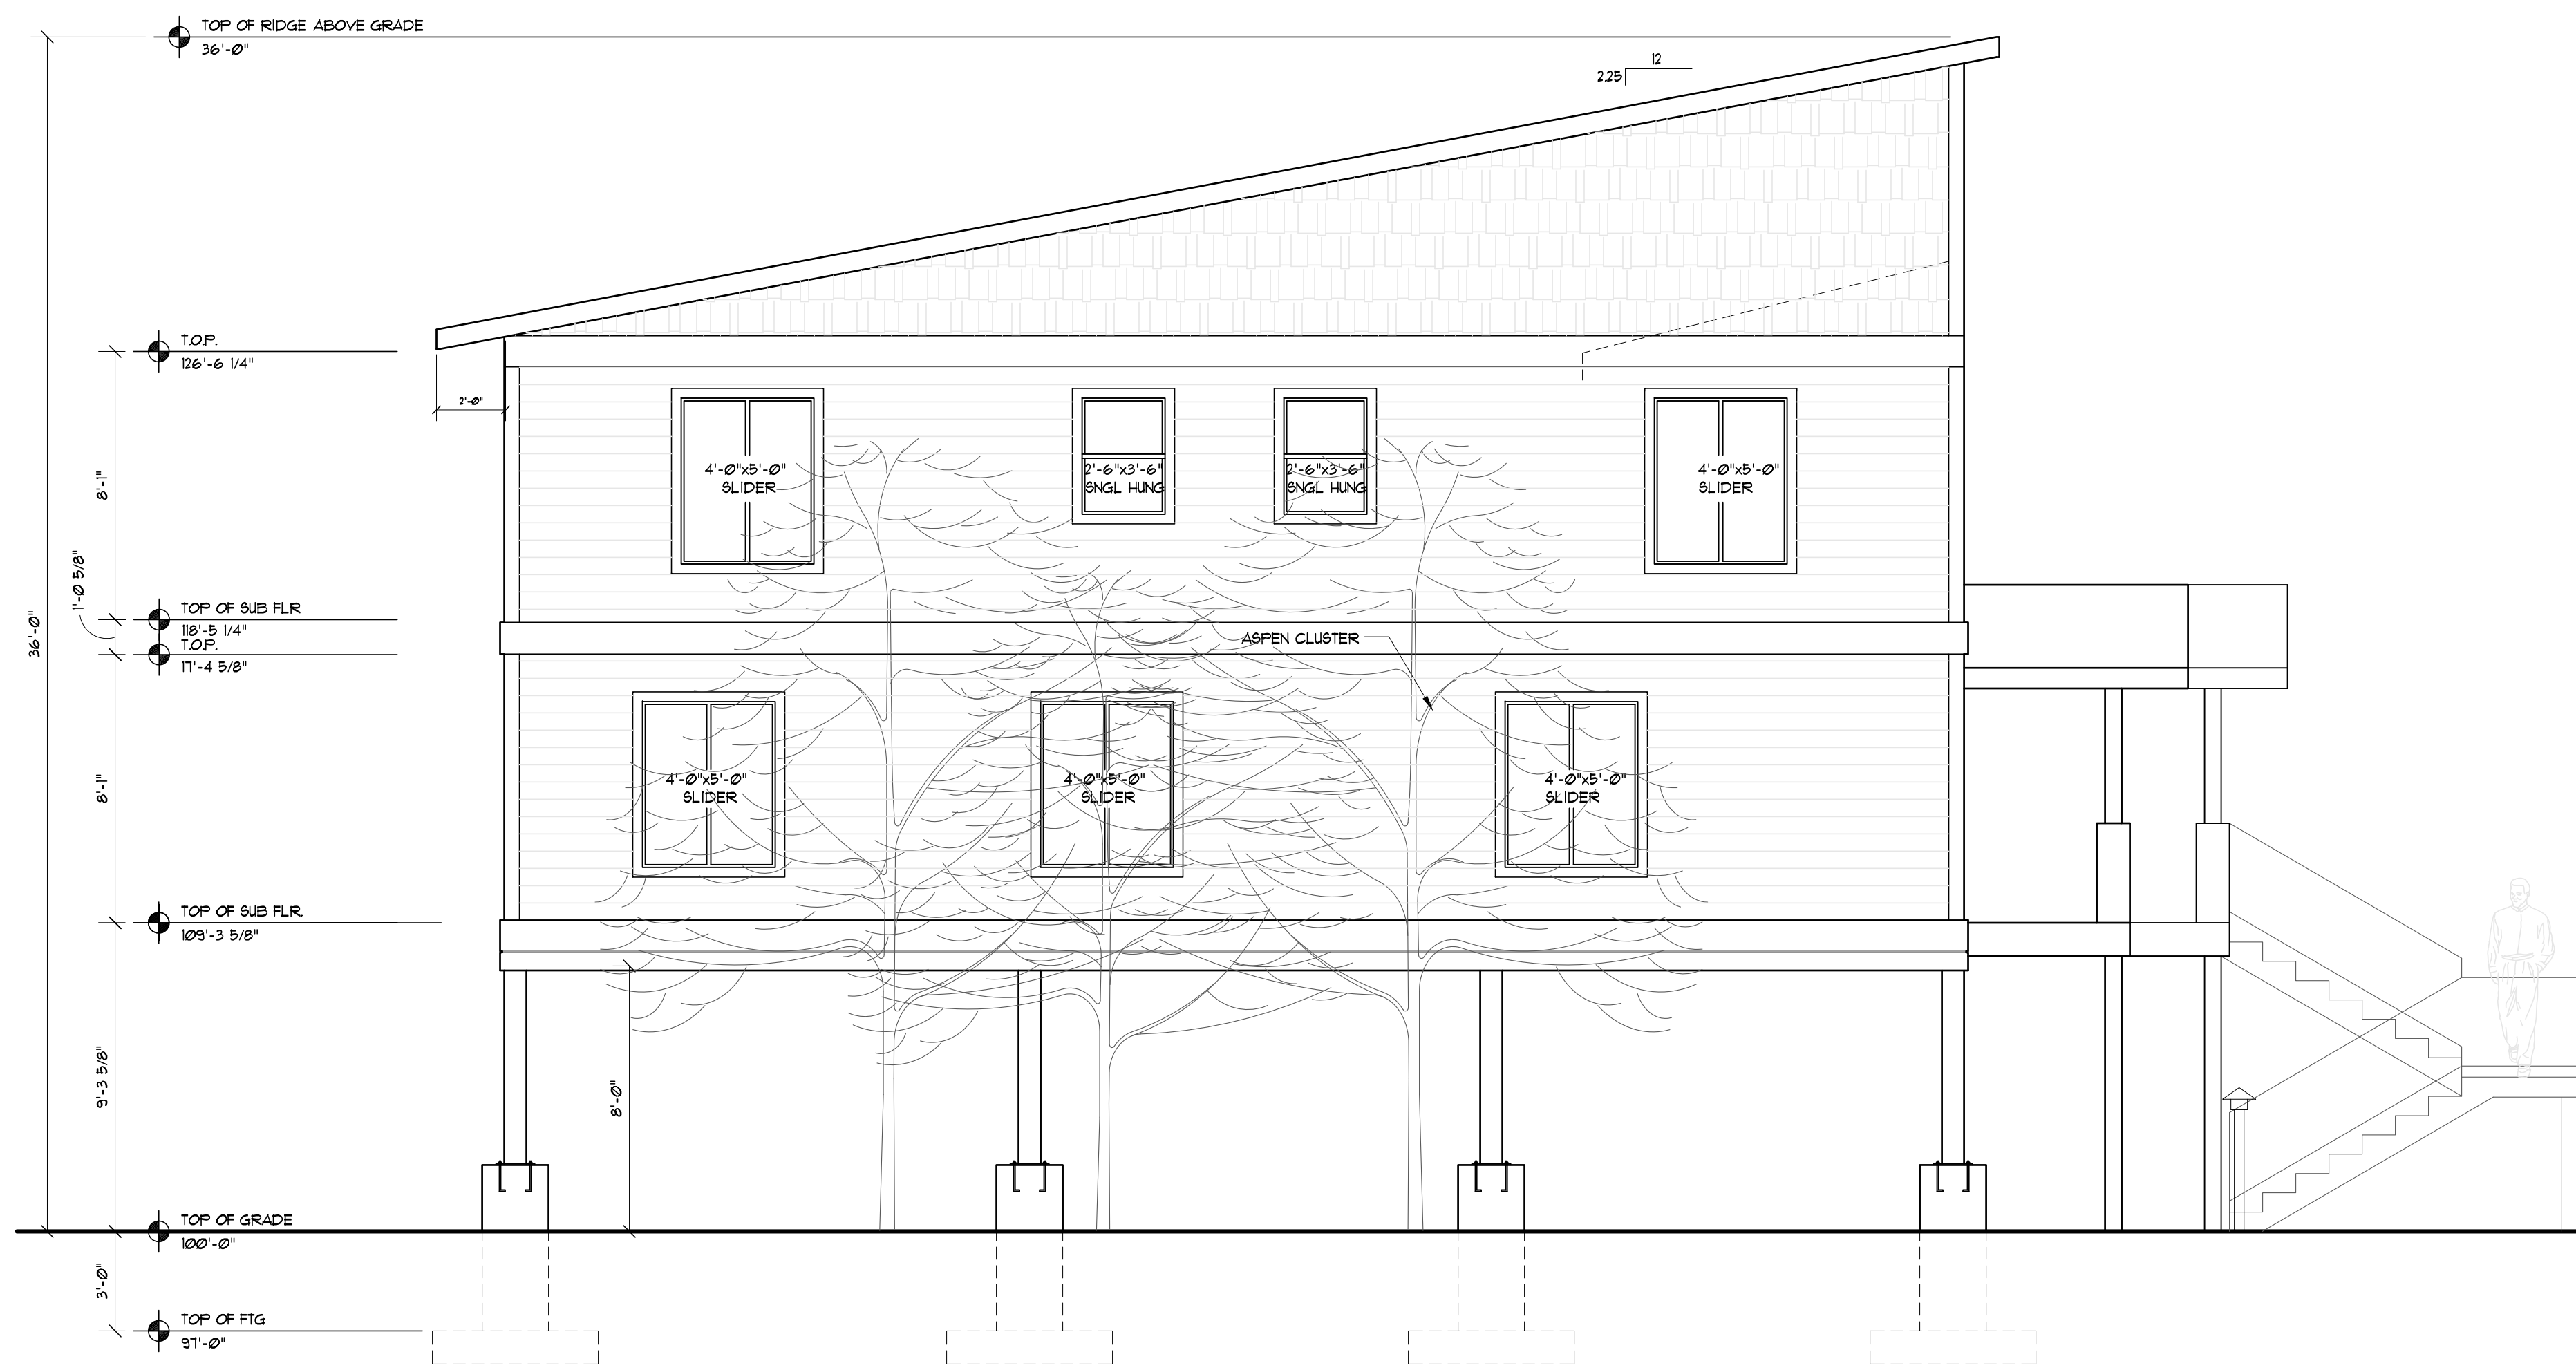 TOP OF RIDGE ABOVE GRADE
36'-0"
12
2.25
T.O.P.
126'-6 1/4"
2'-0"
8'-1"
4'-0"x5'-0"
SLIDER
2'-6"x3'-6"
SNGL HUNG
2'-6"x3'-6"
SNGL HUNG
4'-0"x5'-0"
SLIDER
1'-0 5/8"
36'-0"
TOP OF SUB FLR
118'-5 1/4"
T.O.P.
17'-4 5/8"
ASPEN CLUSTER
8'-1"
4'-0"x5'-0"
SLIDER
4'-0"x5'-0"
SLIDER
4'-0"x5'-0"
SLIDER
TOP OF SUB FLR.
109'-3 5/8"
9'-3 5/8"
8'-0"
TOP OF GRADE
100'-0"
3'-0"
TOP OF FTG
97'-0"